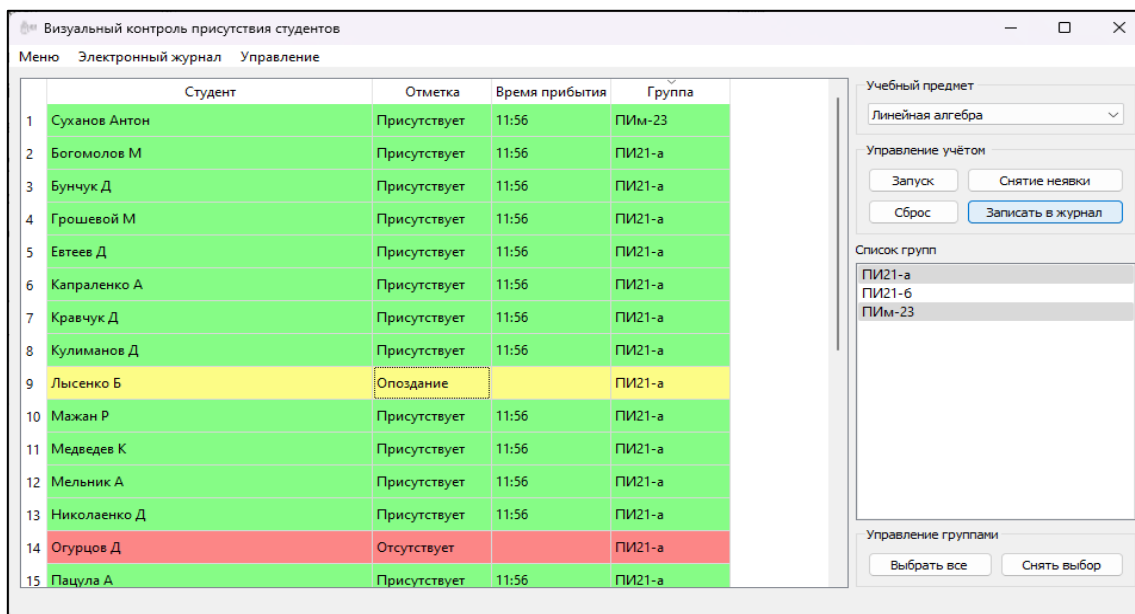 Визуальный контроль присутствия студентов
Меню Электронный журнал Управление
Студент Отметка Время прибытия Группа
1 Суханов Антон Присутствует 11:56 ПИм-23
2 Богомолов М Присутствует 11:56 ПИ21-а
3 Бунчук Д Присутствует 11:56 ПИ21-а
4 Грошевой М Присутствует 11:56 ПИ21-а
5 Евтеев Д Присутствует 11:56 ПИ21-а
6 Капраленко А Присутствует 11:56 ПИ21-а
7 Кравчук Д Присутствует 11:56 ПИ21-а
8 Кулиманов Д Присутствует 11:56 ПИ21-а
9 Лысенко Б Опоздание ПИ21-а
10 Мажан Р Присутствует 11:56 ПИ21-а
11 Медведев К Присутствует 11:56 ПИ21-а
12 Мельник А Присутствует 11:56 ПИ21-а
13 Николаенко Д Присутствует 11:56 ПИ21-а
14 Огурцов Д Отсутствует ПИ21-а
15 Пацула А Присутствует 11:56 ПИ21-а
Учебный предмет
Линейная алгебра
Управление учётом
Запуск Снятие неявки
Сброс Записать в журнал
Список групп
ПИ21-а
ПИ21-б
ПИм-23
Управление группами
Выбрать все Снять выбор